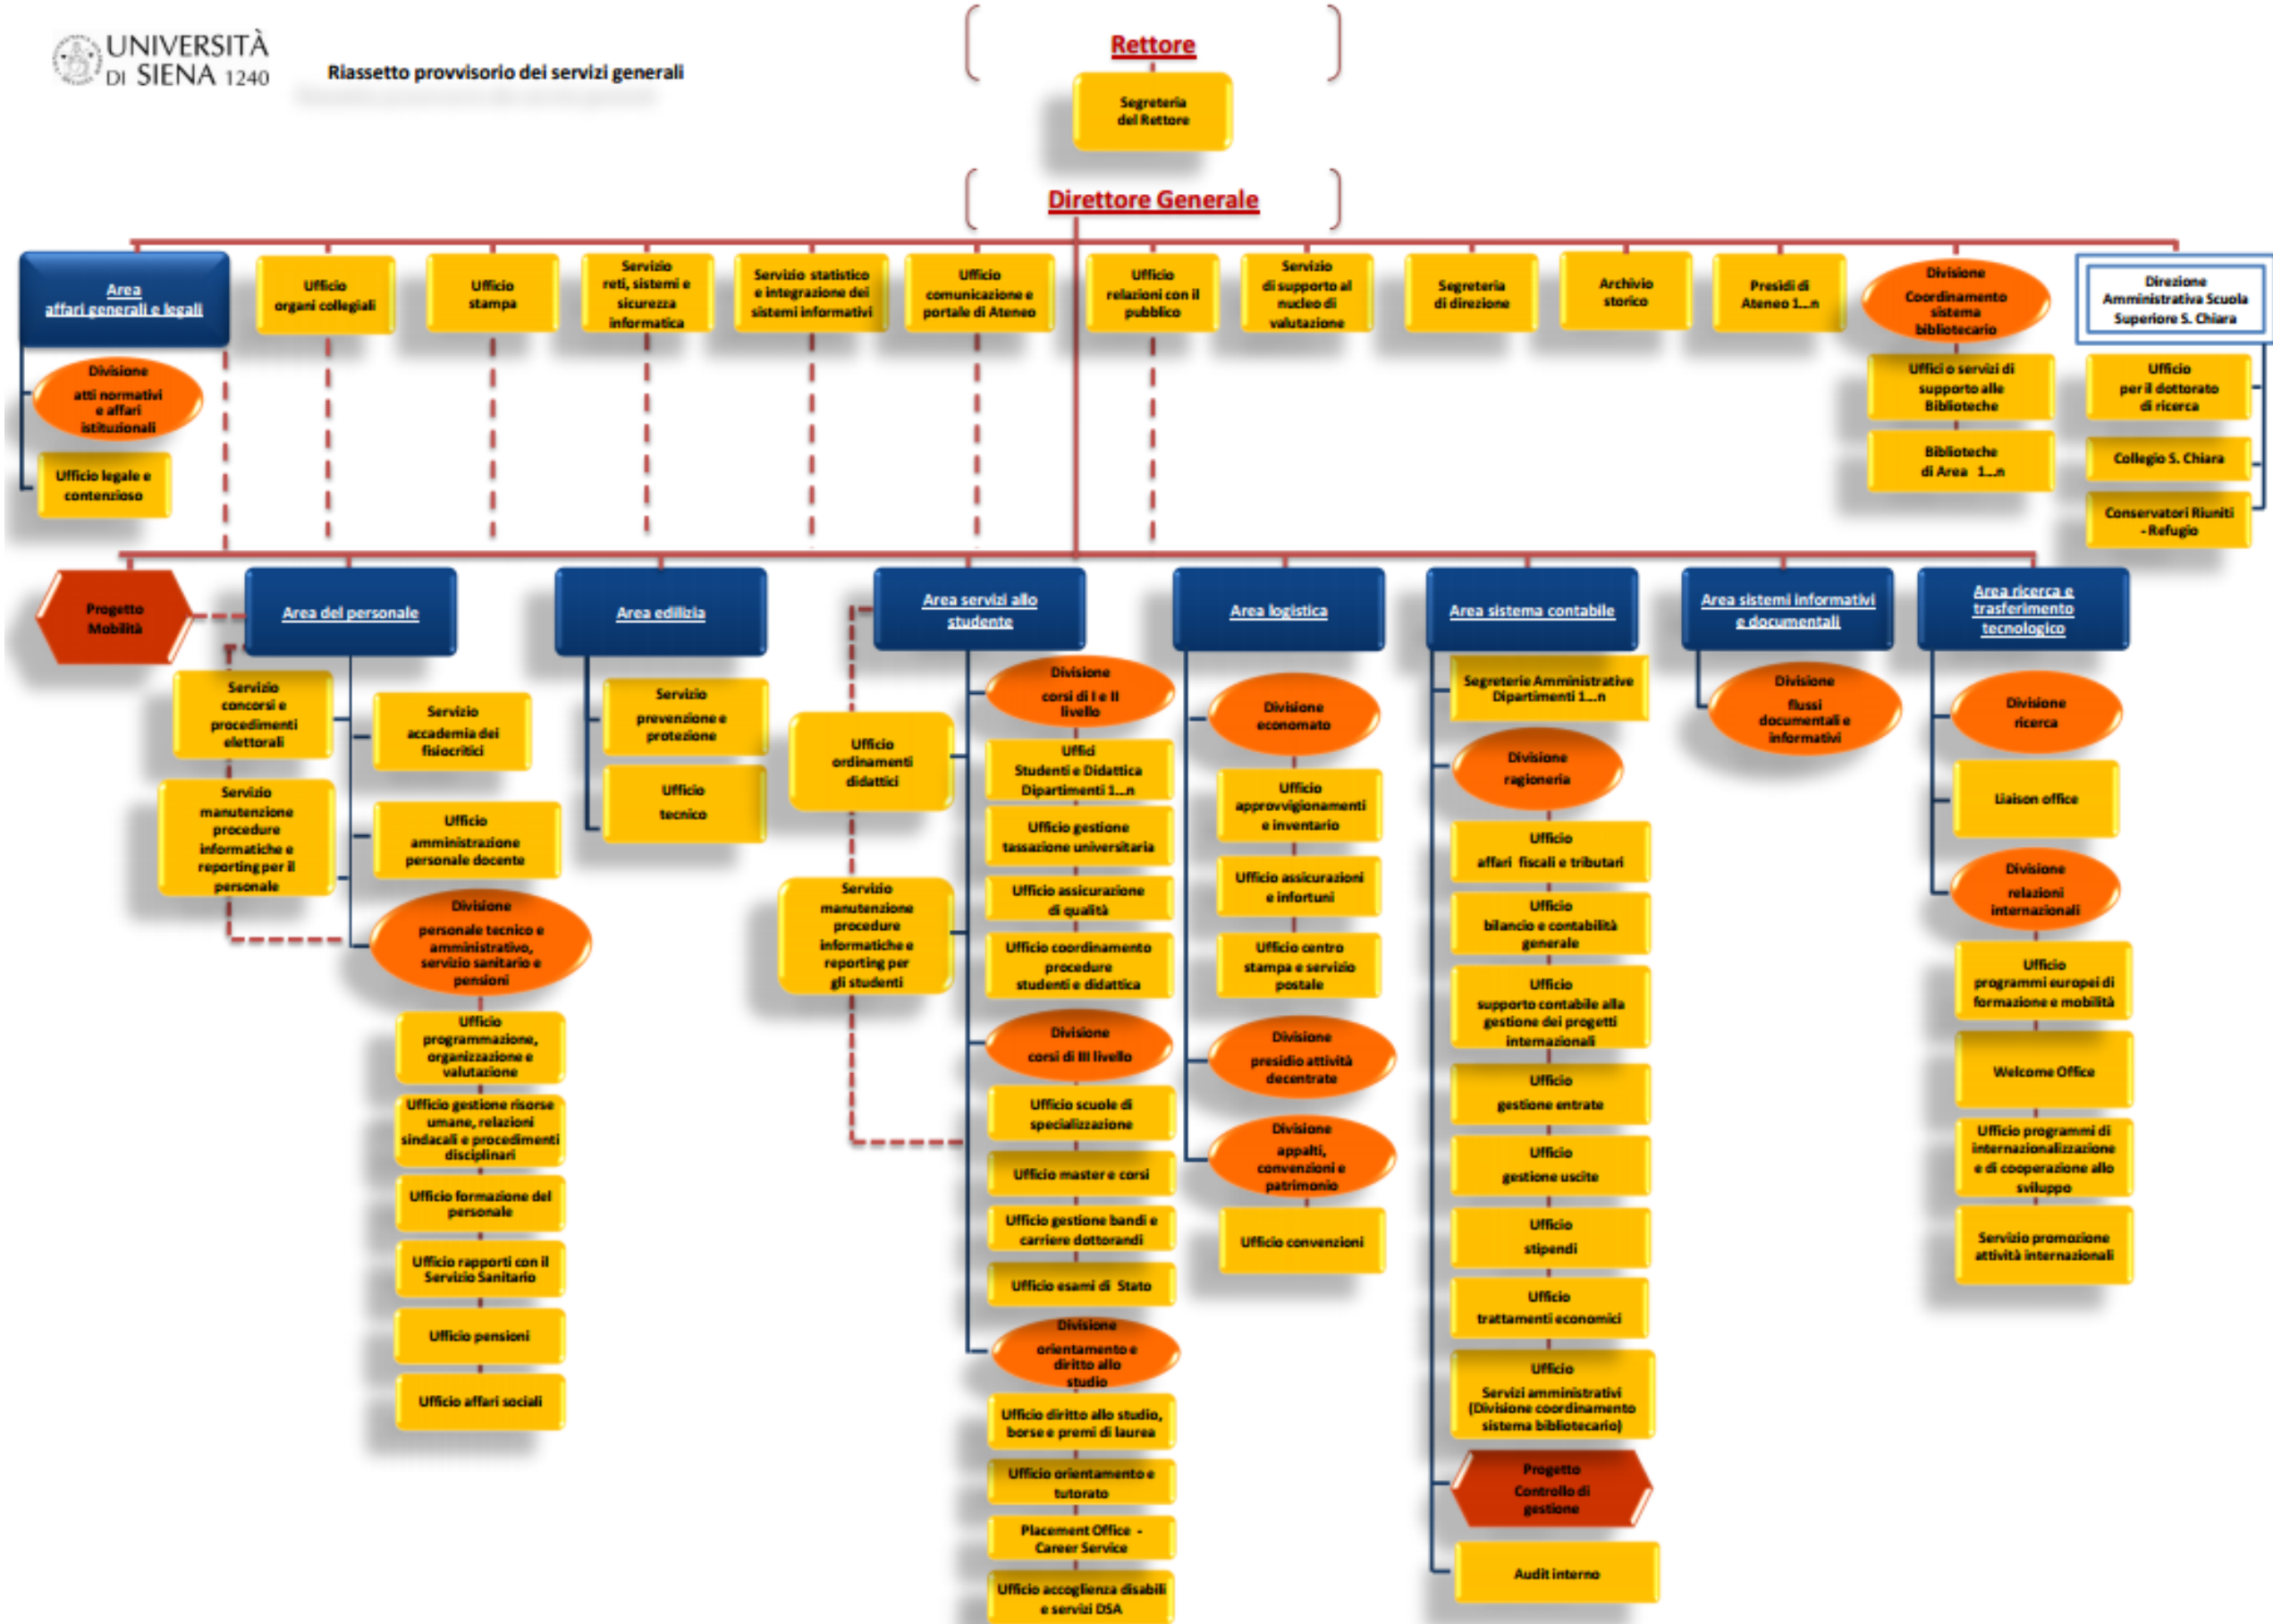 UNIVERSITÀ
DI SIENA 1240
Riassetto provvisorio dei servizi generali
Rettore
Segreteria
del Rettore
Direttore Generale
Area
affari generali e legali
Ufficio
organi collegiali
Ufficio
stampa
Servizio
reti, sistemi e
sicurezza
informatica
Servizio statistico
e integrazione dei
sistemi informativi
Ufficio
comunicazione e
portale di Ateneo
Ufficio
relazioni con il
pubblico
Servizio
di supporto al
nucleo di
valutazione
Segreteria
di direzione
Archivio
storico
Presidi di
Ateneo 1...n
Divisione
Coordinamento
sistema
bibliotecario
Direzione
Amministrativa Scuola
Superiore S. Chiara
Divisione
atti normativi
e affari
istituzionali
Ufficio legale e
contenzioso
Uffici o servizi di
supporto alle
Biblioteche
Biblioteche
di Area 1...n
Ufficio
per il dottorato
di ricerca
Collegio S. Chiara
Conservatori Riuniti
- Refugio
Progetto
Mobilità
Area del personale
Servizio
concorsi e
procedimenti
elettorali
Servizio
manutenzione
procedure
informatiche e
reporting per il
personale
Servizio
accademia dei
fisiocritici
Ufficio
amministrazione
personale docente
Divisione
personale tecnico e
amministrativo,
servizio sanitario e
pensioni
Ufficio
programmazione,
organizzazione e
valutazione
Ufficio gestione risorse
umane, relazioni
sindacali e procedimenti
disciplinari
Ufficio formazione del
personale
Ufficio rapporti con il
Servizio Sanitario
Ufficio pensioni
Ufficio affari sociali
Area edilizia
Servizio
prevenzione e
protezione
Ufficio
tecnico
Area servizi allo
studente
Ufficio
ordinamenti
didattici
Servizio
manutenzione
procedure
informatiche e
reporting per
gli studenti
Divisione
corsi di I e II
livello
Uffici
Studenti e Didattica
Dipartimenti 1...n
Ufficio gestione
tassazione universitaria
Ufficio assicurazione
di qualità
Ufficio coordinamento
procedure
studenti e didattica
Divisione
corsi di III livello
Ufficio scuole di
specializzazione
Ufficio master e corsi
Ufficio gestione bandi e
carriere dottorandi
Ufficio esami di Stato
Divisione
orientamento e
diritto allo
studio
Ufficio diritto allo studio,
borse e premi di laurea
Ufficio orientamento e
tutorato
Placement Office -
Career Service
Ufficio accoglienza disabili
e servizi DSA
Area logistica
Divisione
economato
Ufficio
approvvigionamenti
e inventario
Ufficio assicurazioni
e infortuni
Ufficio centro
stampa e servizio
postale
Divisione
presidio attività
decentrate
Divisione
appalti,
convenzioni e
patrimonio
Ufficio convenzioni
Area sistema contabile
Segreterie Amministrative
Dipartimenti 1...n
Divisione
ragioneria
Ufficio
affari fiscali e tributari
Ufficio
bilancio e contabilità
generale
Ufficio
supporto contabile alla
gestione dei progetti
internazionali
Ufficio
gestione entrate
Ufficio
gestione uscite
Ufficio
stipendi
Ufficio
trattamenti economici
Ufficio
Servizi amministrativi
(Divisione coordinamento
sistema bibliotecario)
Progetto
Controllo di
gestione
Audit interno
Area sistemi informativi
e documentali
Divisione
flussi
documentali e
informativi
Area ricerca e
trasferimento
tecnologico
Divisione
ricerca
Liaison office
Divisione
relazioni
internazionali
Ufficio
programmi europei di
formazione e mobilità
Welcome Office
Ufficio programmi di
internazionalizzazione
e di cooperazione allo
sviluppo
Servizio promozione
attività internazionali